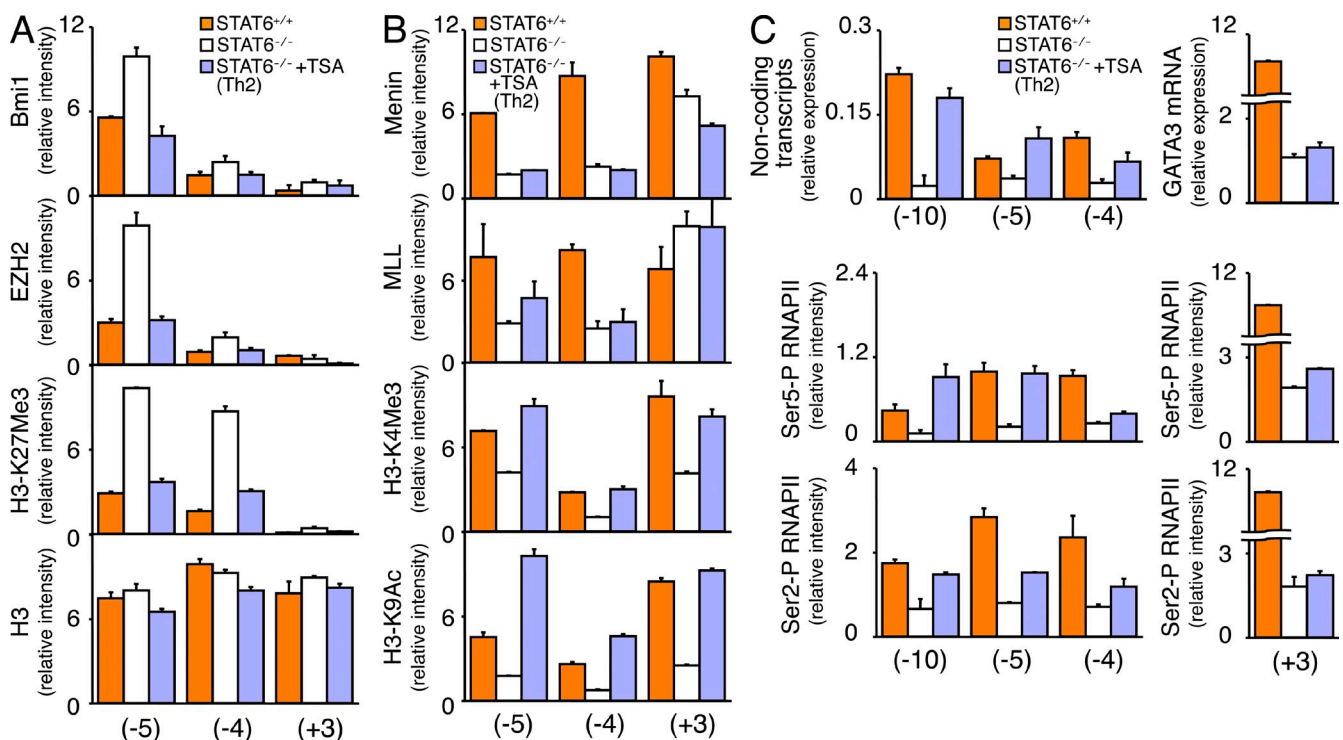 A
STAT6+/+
STAT6-/-
STAT6-/-+TSA
(Th2)
Bmi1
(relative intensity)
12
6
0
EZH2
(relative intensity)
6
0
H3-K27Me3
(relative intensity)
6
0
H3
(relative intensity)
6
0
(-5) (-4) (+3)
B
STAT6+/+
STAT6-/-
STAT6-/-
+TSA
(Th2)
Menin
(relative intensity)
12
6
0
MLL
(relative intensity)
6
0
H3-K4Me3
(relative intensity)
6
0
H3-K9Ac
(relative intensity)
6
0
(-5) (-4) (+3)
C
STAT6+/+
STAT6-/-
STAT6-/-+TSA
(Th2)
Non-coding
transcripts
(relative expression)
0.3
0.15
0
(-10) (-5) (-4)
GATA3 mRNA
(relative expression)
12
2
0
Ser5-P RNAPII
(relative intensity)
2.4
1.2
0
Ser5-P RNAPII
(relative intensity)
12
3
0
Ser2-P RNAPII
(relative intensity)
4
2
0
(-10) (-5) (-4)
Ser2-P RNAPII
(relative intensity)
12
3
0
(+3)